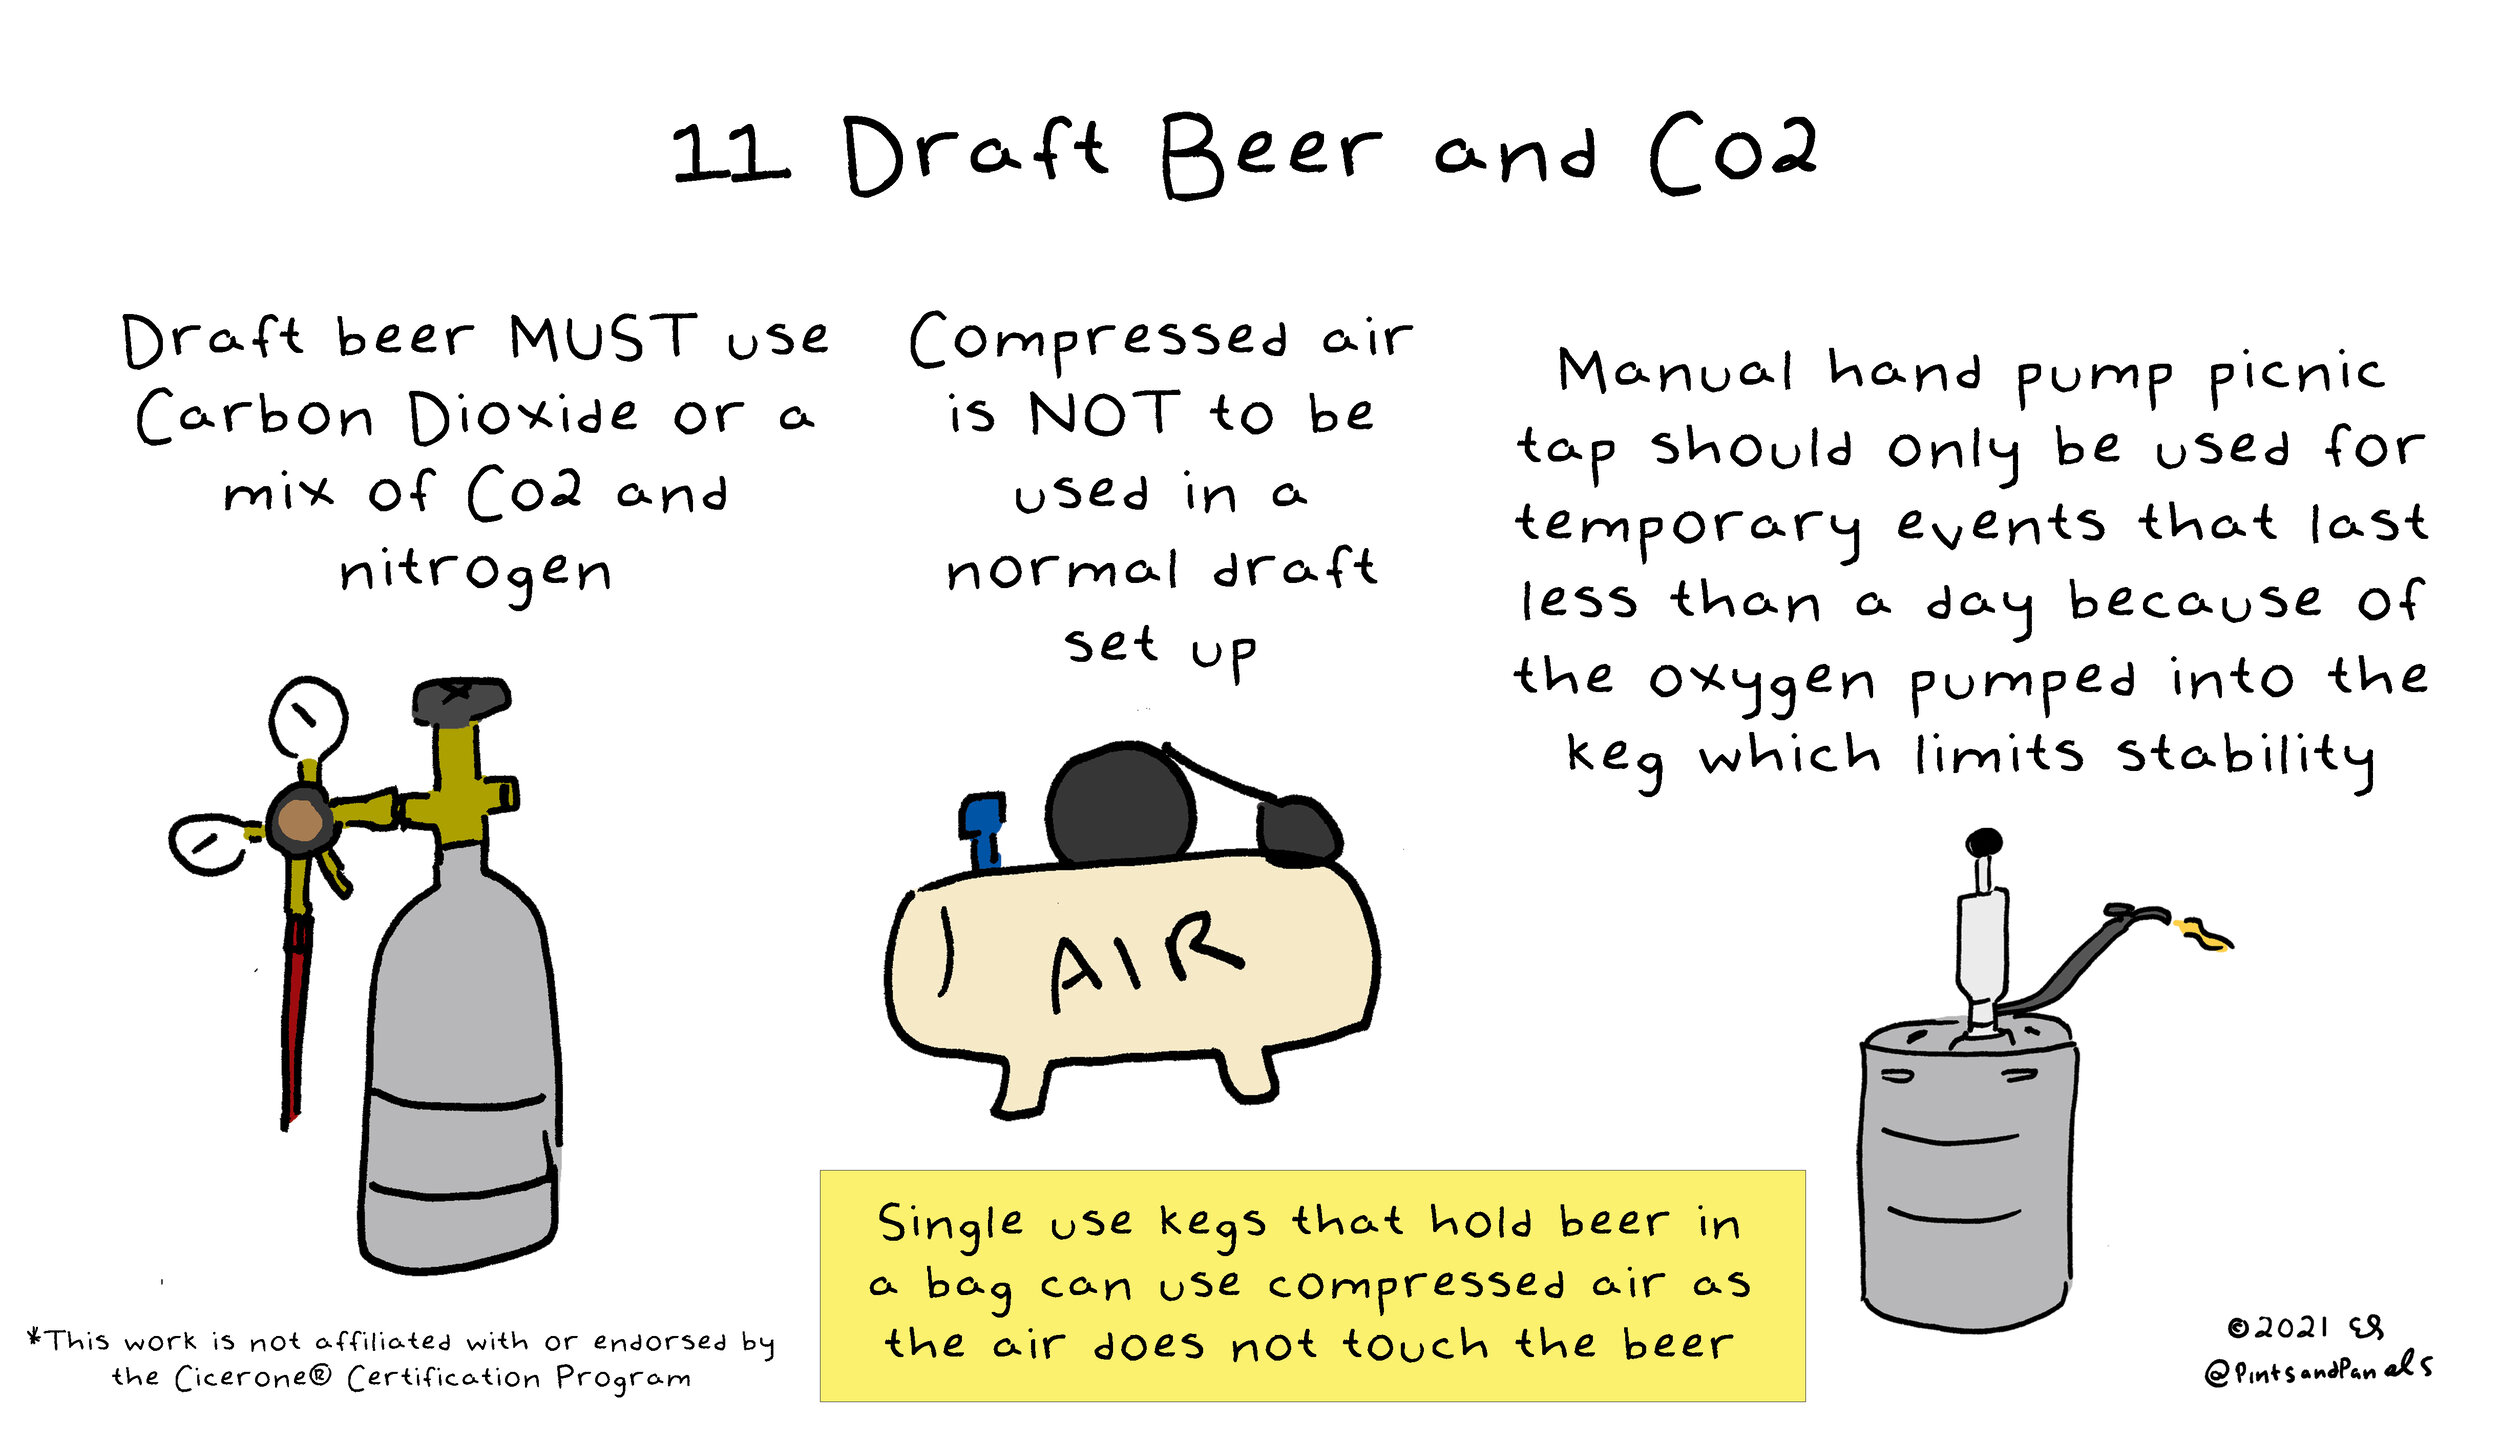 11 Draft Beer and Co2
Draft beer MUST use
Carbon Dioxide or a
mix of Co2 and
nitrogen
Compressed air
is NOT to be
used in a
normal draft
set up
Manual hand pump picnic
tap should only be used for
temporary events that last
less than a day because of
the oxygen pumped into the
keg which limits stability
AIR
Single use kegs that hold beer in
a bag can use compressed air as
the air does not touch the beer
*This work is not affiliated with or endorsed by
the Cicerone® Certification Program
©2021 ES
@PintsandPanels